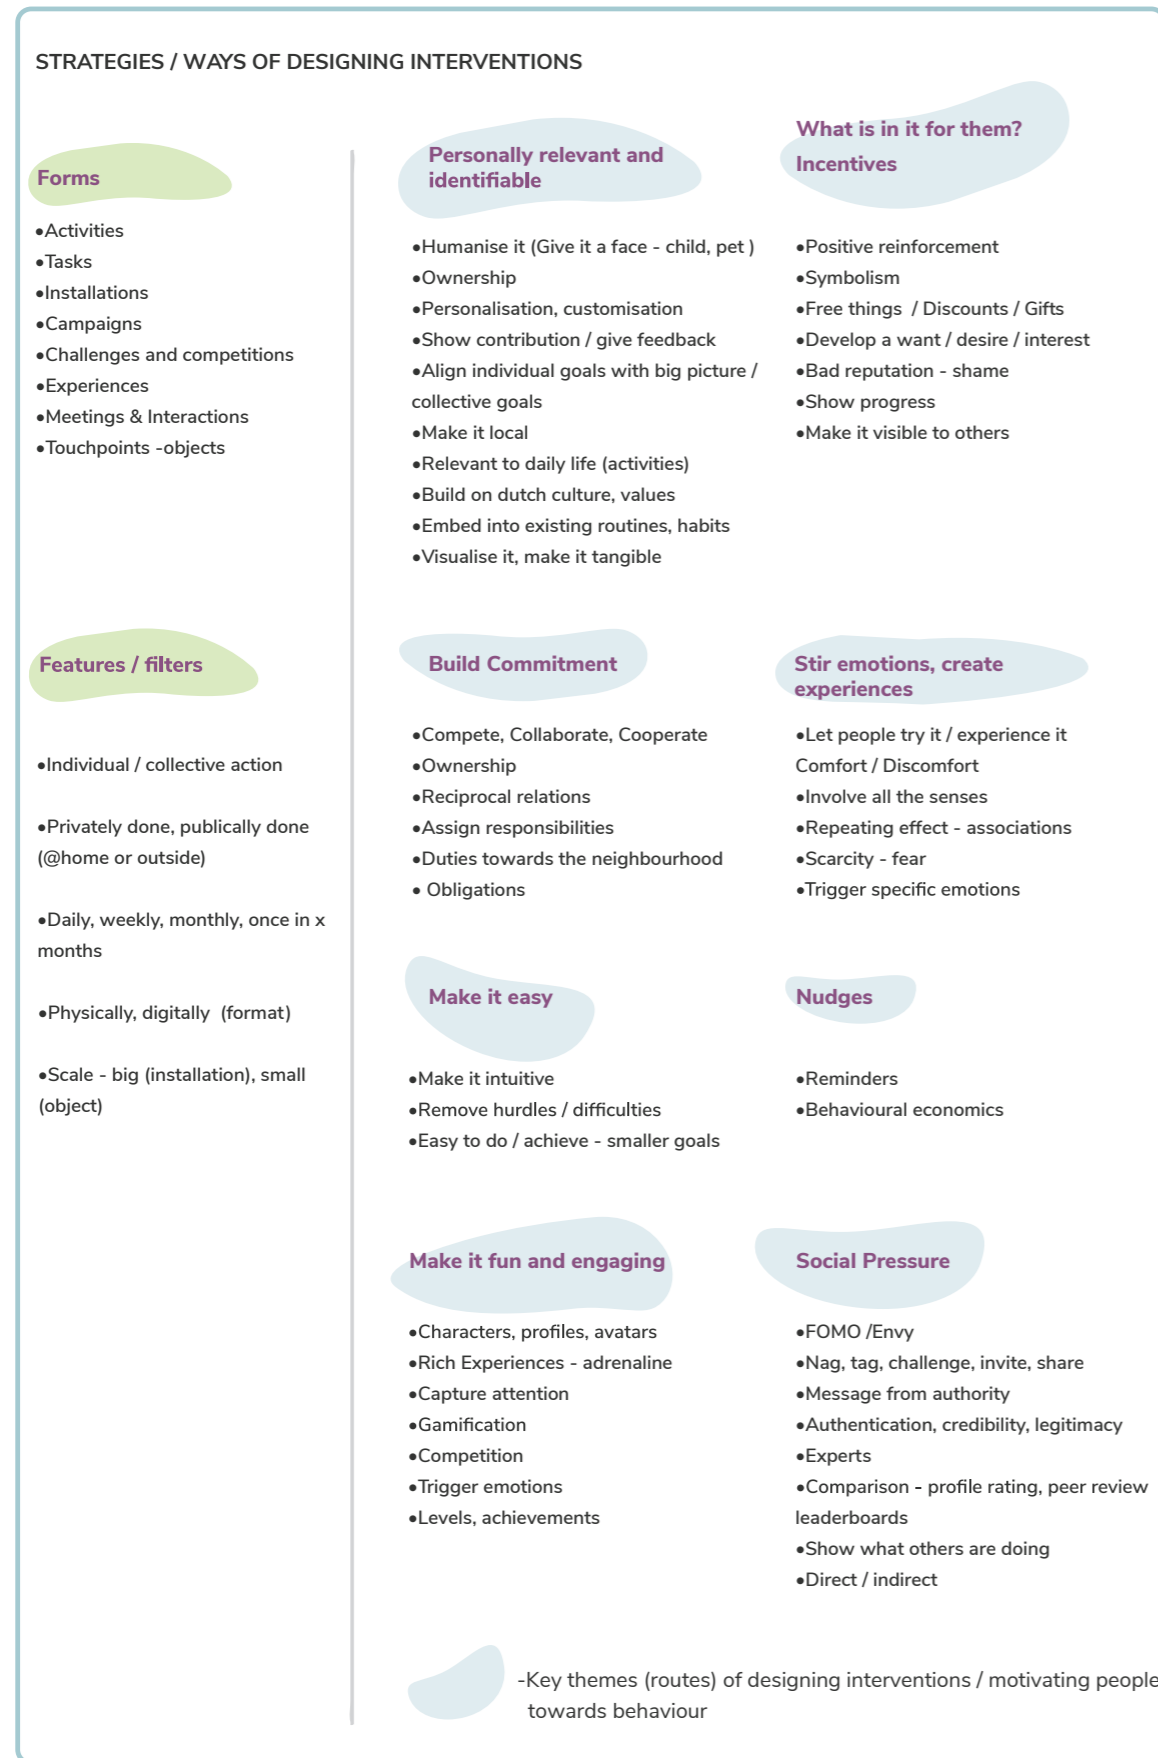 STRATEGIES / WAYS OF DESIGNING INTERVENTIONS
Forms
•Activities
•Tasks
•Installations
•Campaigns
•Challenges and competitions
•Experiences
•Meetings & Interactions
•Touchpoints -objects
Features / filters
•Individual / collective action
•Privately done, publically done
(@home or outside)
•Daily, weekly, monthly, once in x
months
•Physically, digitally  (format)
•Scale - big (installation), small
(object)
Personally relevant and
identifiable
•Humanise it (Give it a face - child, pet )
•Ownership
•Personalisation, customisation
•Show contribution / give feedback
•Align individual goals with big picture /
collective goals
•Make it local
•Relevant to daily life (activities)
•Build on dutch culture, values
•Embed into existing routines, habits
•Visualise it, make it tangible
What is in it for them?
Incentives
•Positive reinforcement
•Symbolism
•Free things  / Discounts / Gifts
•Develop a want / desire / interest
•Bad reputation - shame
•Show progress
•Make it visible to others
Build Commitment
•Compete, Collaborate, Cooperate
•Ownership
•Reciprocal relations
•Assign responsibilities
•Duties towards the neighbourhood
• Obligations
Stir emotions, create
experiences
•Let people try it / experience it
Comfort / Discomfort
•Involve all the senses
•Repeating effect - associations
•Scarcity - fear
•Trigger specific emotions
Make it easy
•Make it intuitive
•Remove hurdles / difficulties
•Easy to do / achieve - smaller goals
Nudges
•Reminders
•Behavioural economics
Make it fun and engaging
•Characters, profiles, avatars
•Rich Experiences - adrenaline
•Capture attention
•Gamification
•Competition
•Trigger emotions
•Levels, achievements
Social Pressure
•FOMO /Envy
•Nag, tag, challenge, invite, share
•Message from authority
•Authentication, credibility, legitimacy
•Experts
•Comparison - profile rating, peer review
leaderboards
•Show what others are doing
•Direct / indirect
-Key themes (routes) of designing interventions / motivating people
towards behaviour